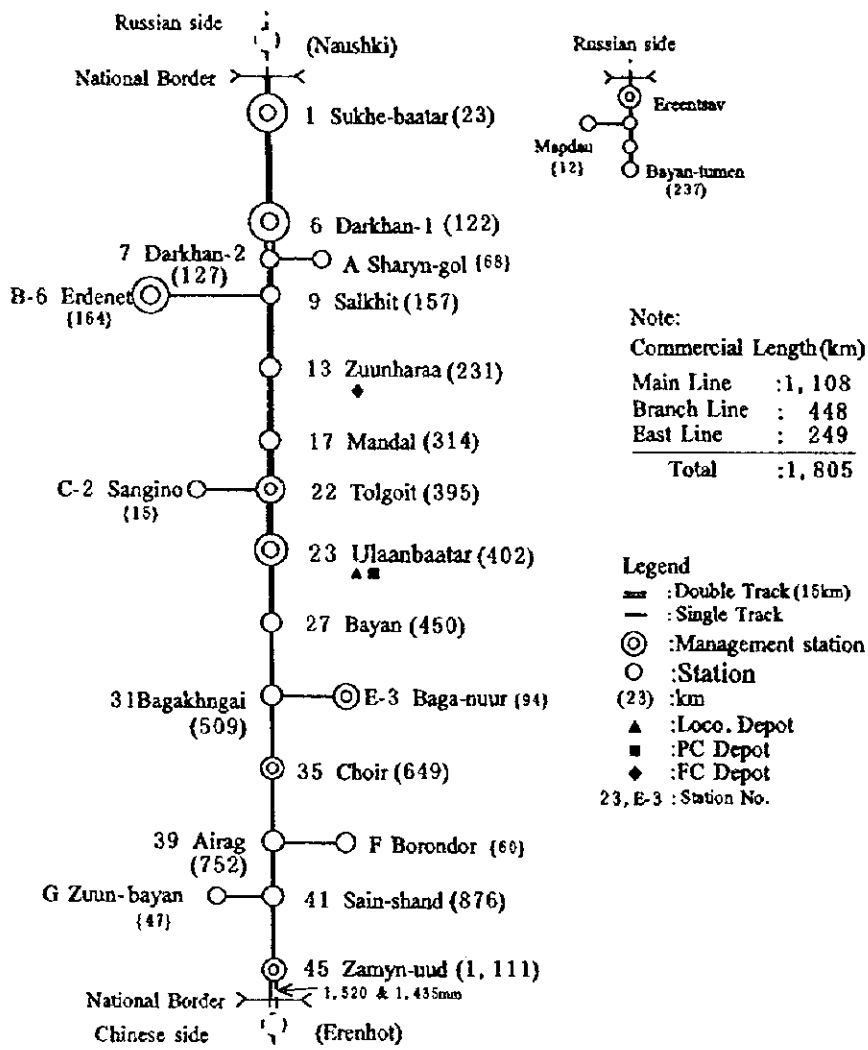 Russian side
(Naushki)
National Border
1 Sukhe-baatar (23)
6 Darkhan-1 (122)
7 Darkhan-2
(127)
A Sharyn-gol {68}
B-6 Erdenet
{164}
9 Salkhit (157)
13 Zuunharaa (231)
17 Mandal (314)
C-2 Sangino
{15}
22 Tolgoit (395)
23 Ulaanbaatar (402)
27 Bayan (450)
31Bagakhngai
(509)
E-3 Baga-nuur {94}
35 Choir (649)
39 Airag
(752)
F Borondor {60}
G Zuun-bayan
{47}
41 Sain-shand (876)
45 Zamyn-uud (1, 111)
1,520 & 1,435mm
National Border
Chinese side
(Erenhot)
Russian side
Ereentsav
Mapdau
{12}
Bayan-tumen
(237)
Note:
Commercial Length(km)
Main Line :1, 108
Branch Line : 448
East Line : 249
Total :1, 805
Legend
:Double Track (15km)
:Single Track
:Management station
:Station
(23) :km
:Loco. Depot
:PC Depot
:FC Depot
23, E-3 : Station No.